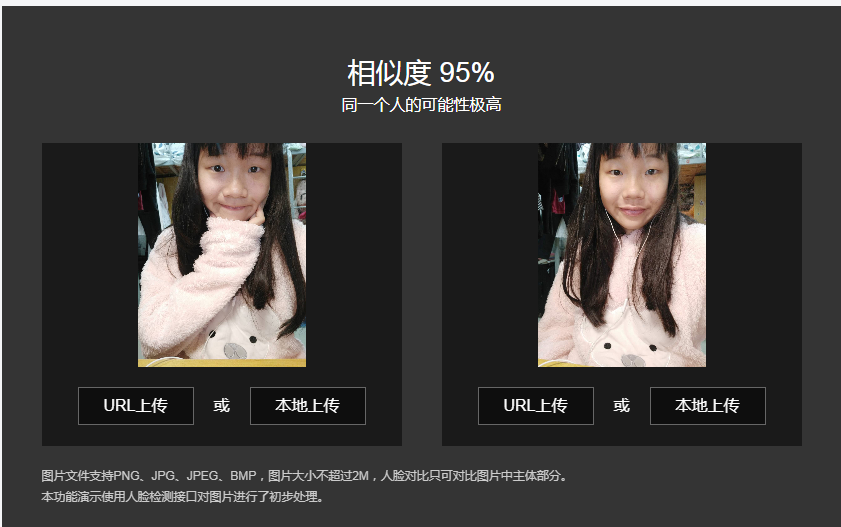 相似度 95%
同一个人的可能性极高
URL上传 或 本地上传 URL上传 或 本地上传
图片文件支持PNG、JPG、JPEG、BMP，图片大小不超过2M，人脸对比只可对比图片中主体部分。
本功能演示使用人脸检测接口对图片进行了初步处理。